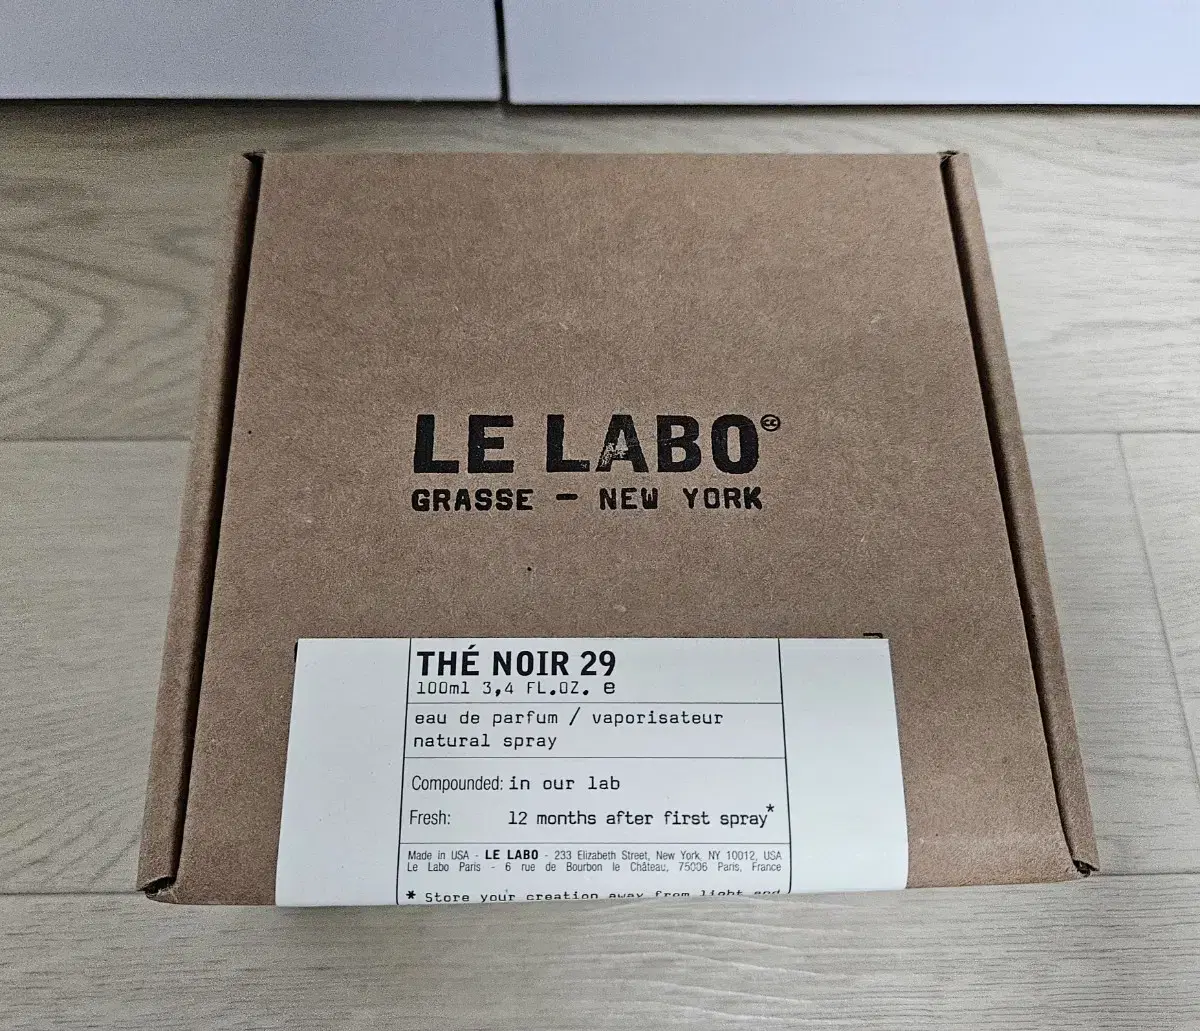 LE LABO
GRASSE — NEW YORK
THÉ NOIR 29
100ml 3,4 FL.OZ. e
eau de parfum / vaporisateur
natural spray
Compounded: in our lab
Fresh: 12 months after first spray*
Made in USA - LE LABO - 233 Elizabeth Street, New York, NY 10012, USA
Le Labo Paris - 6 rue de Bourbon le Château, 75006 Paris, France
* Store your creation away from light and